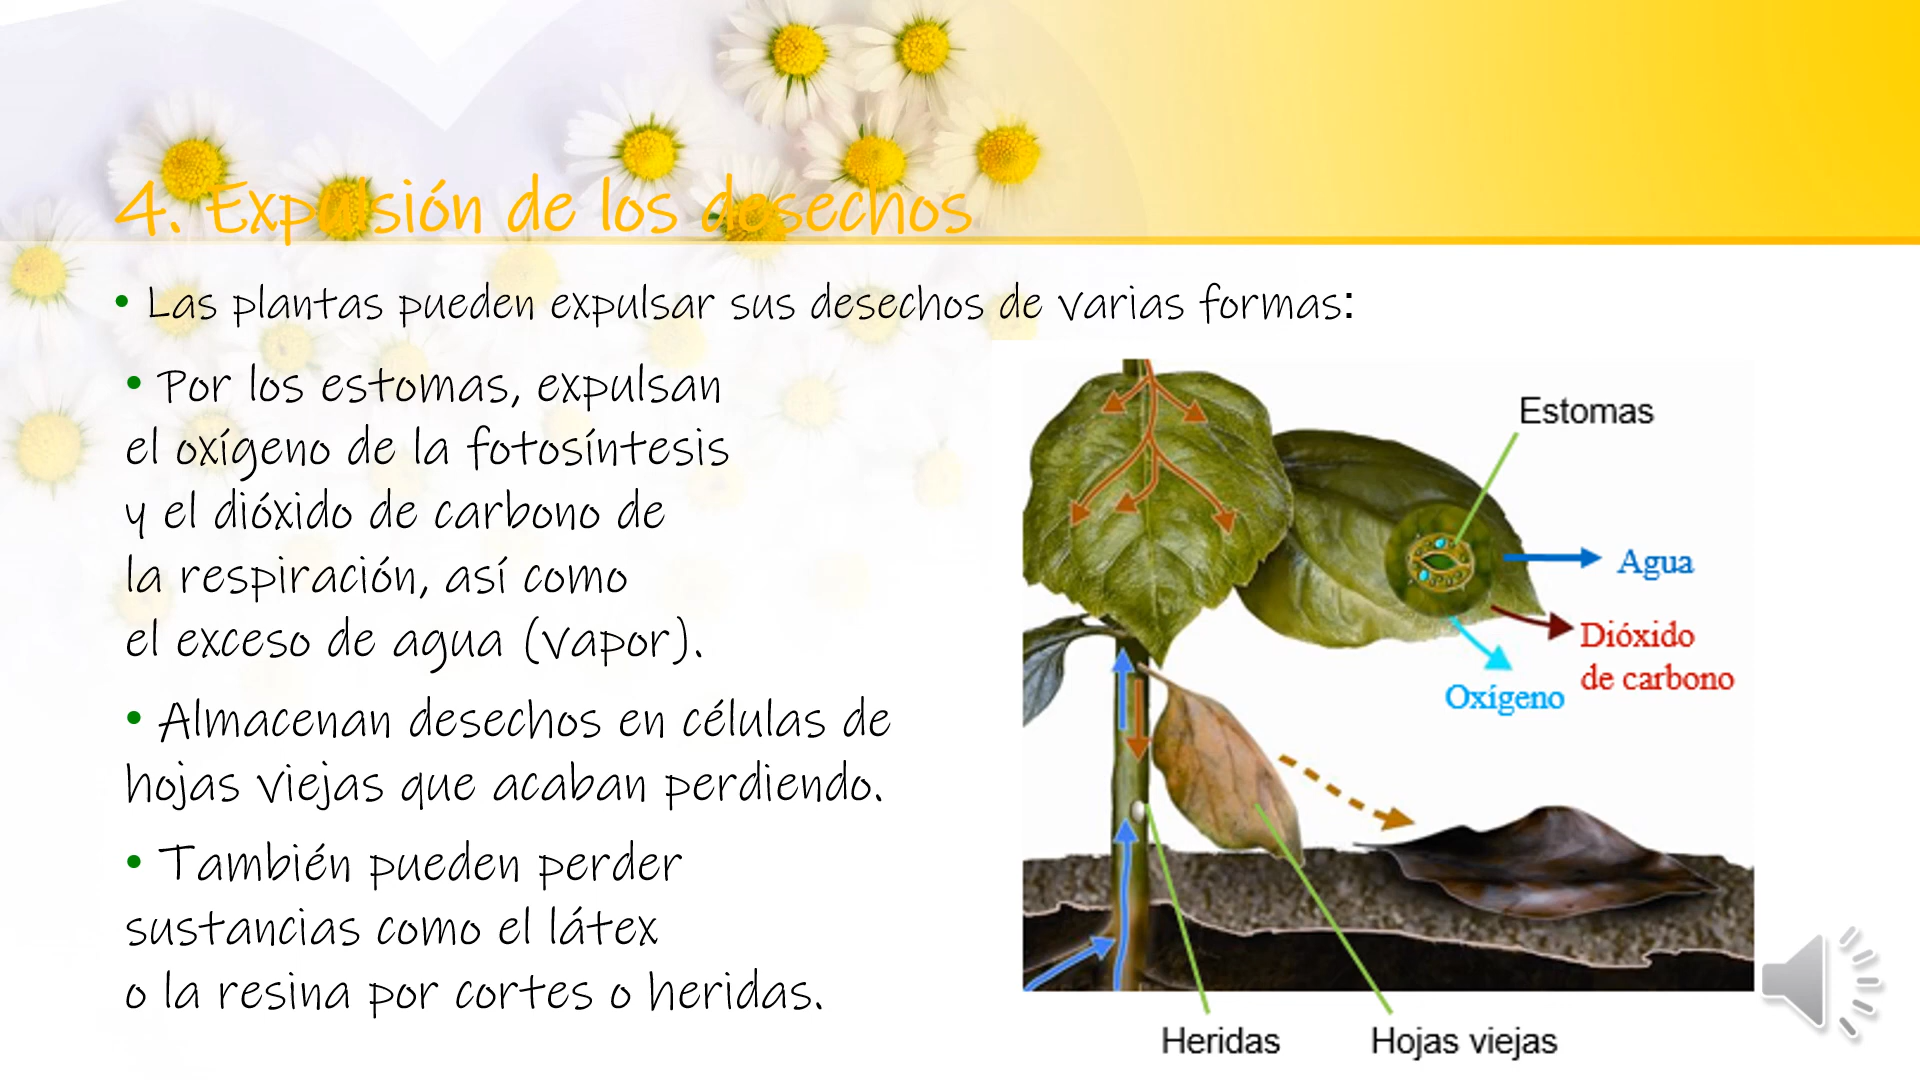 4. Expulsión de los desechos
• Las plantas pueden expulsar sus desechos de varias formas:
• Por los estomas, expulsan
el oxígeno de la fotosíntesis
y el dióxido de carbono de
la respiración, así como
el exceso de agua (vapor).
• Almacenan desechos en células de
hojas viejas que acaban perdiendo.
• También pueden perder
sustancias como el látex
o la resina por cortes o heridas.
Estomas
Agua
Dióxido
de carbono
Oxígeno
Heridas
Hojas viejas